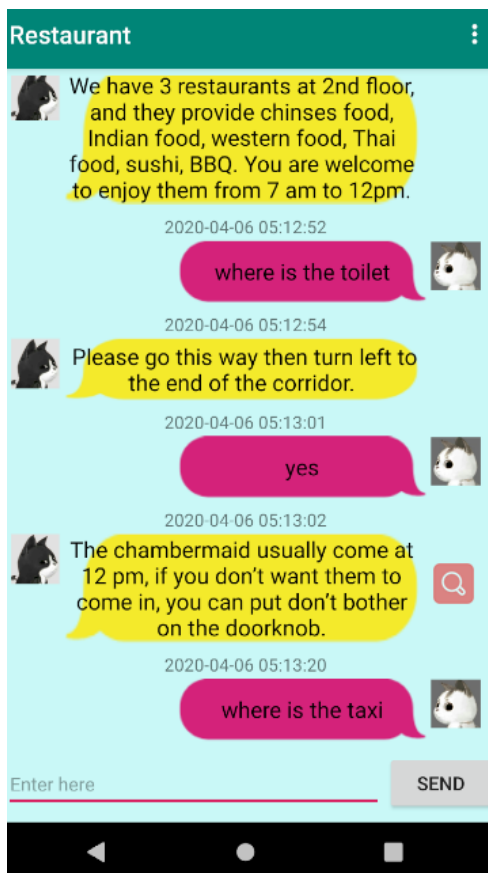 Restaurant
We have 3 restaurants at 2nd floor,
and they provide chinses food,
Indian food, western food, Thai
food, sushi, BBQ. You are welcome
to enjoy them from 7 am to 12pm.
2020-04-06 05:12:52
where is the toilet
2020-04-06 05:12:54
Please go this way then turn left to
the end of the corridor.
2020-04-06 05:13:01
yes
2020-04-06 05:13:02
The chambermaid usually come at
12 pm, if you don’t want them to
come in, you can put don’t bother
on the doorknob.
2020-04-06 05:13:20
where is the taxi
Enter here
SEND